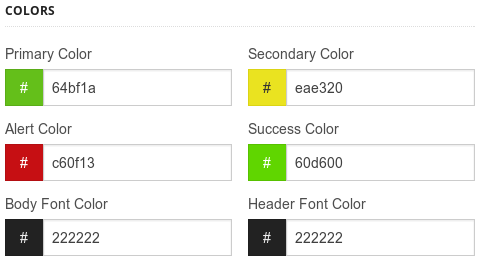 COLORS
Primary Color Secondary Color
# 64bf1a # eae320
Alert Color Success Color
# c60f13 # 60d600
Body Font Color Header Font Color
# 222222 # 222222